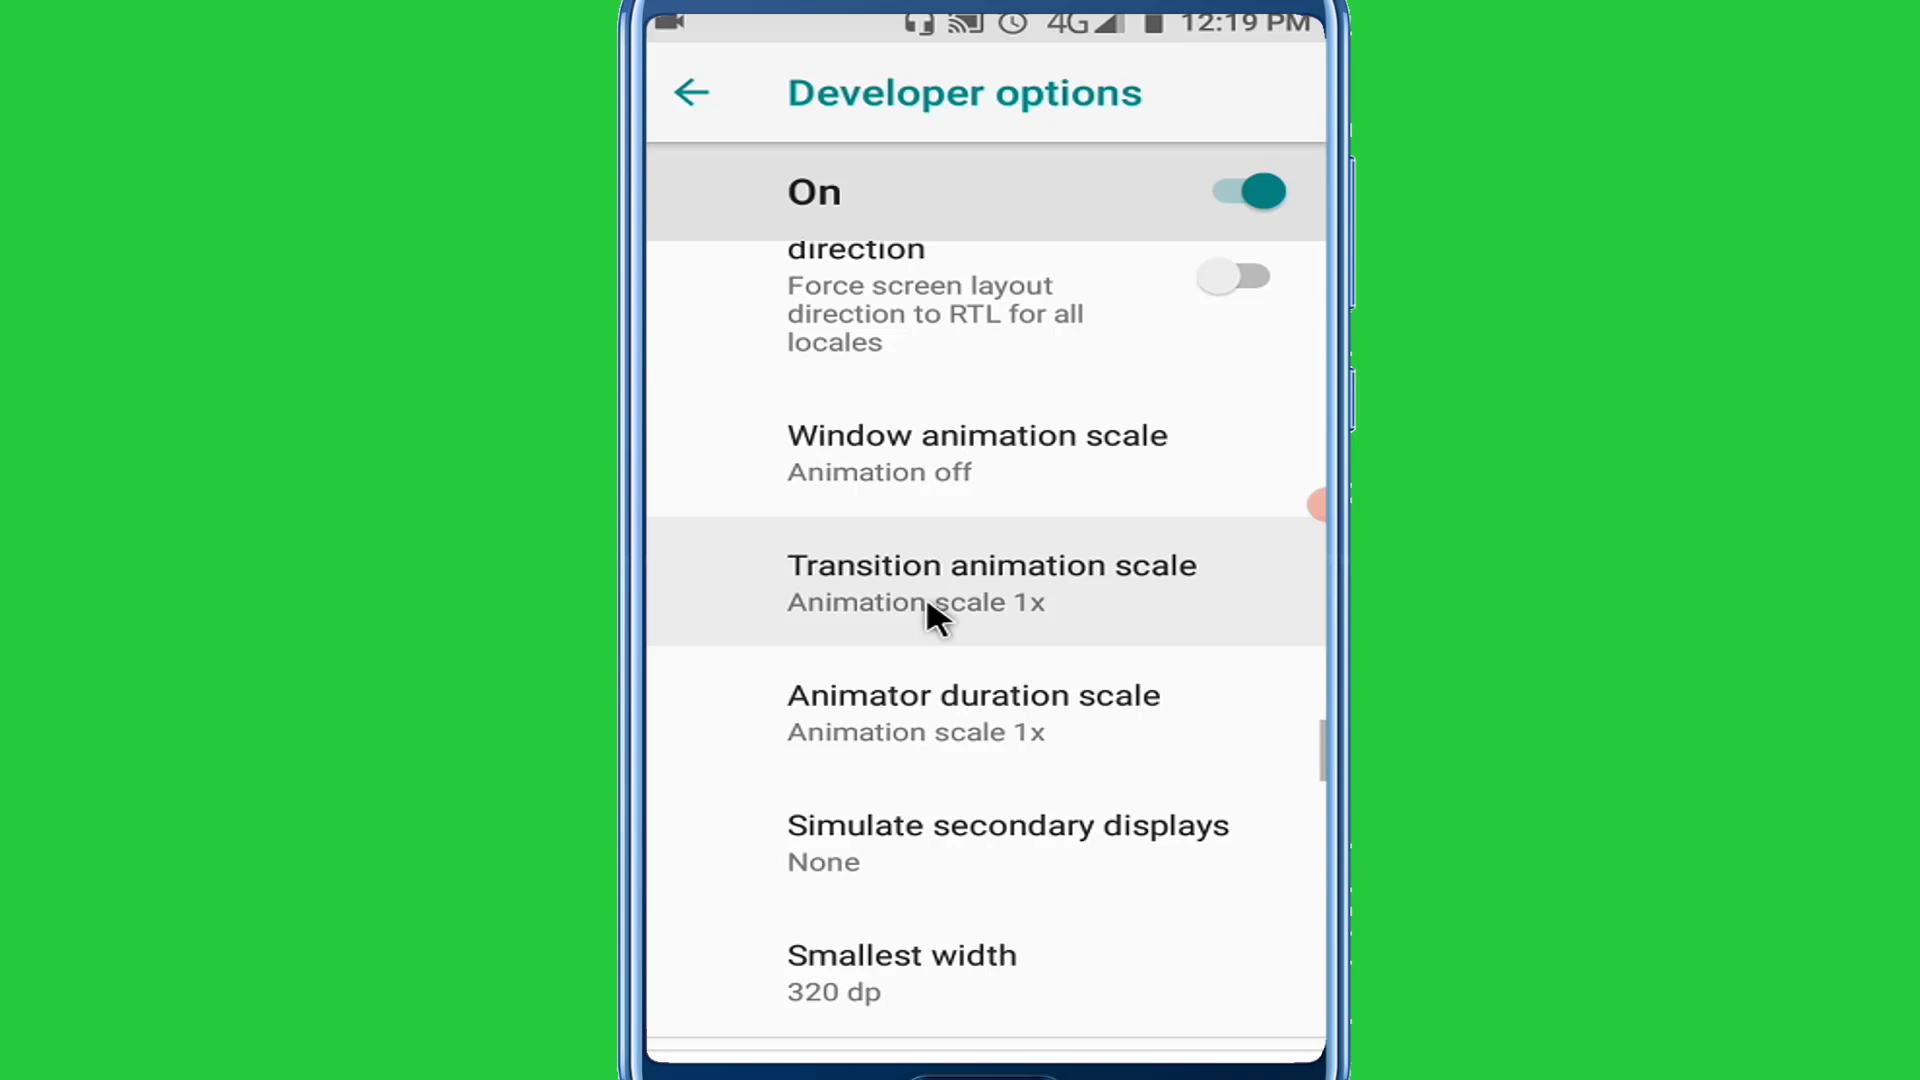 4G 12:19 PM
Developer options
On
direction
Force screen layout
direction to RTL for all
locales
Window animation scale
Animation off
Transition animation scale
Animation scale 1x
Animator duration scale
Animation scale 1x
Simulate secondary displays
None
Smallest width
320 dp